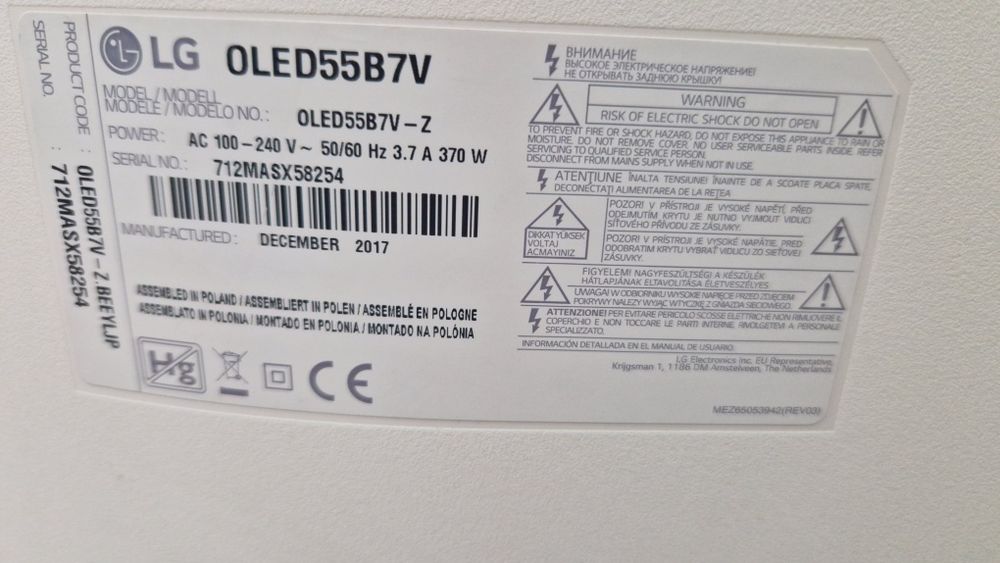 PRODUCT CODE : OLED55B7V-Z.BEEYLJP
SERIAL NO. : 712MASX58254
LG OLED55B7V
MODEL / MODELL
MODÈLE / MODELO NO. : OLED55B7V-Z
POWER : AC 100-240 V ~ 50/60 Hz 3.7 A 370 W
SERIAL NO. : 712MASX58254
MANUFACTURED : DECEMBER 2017
ASSEMBLED IN POLAND / ASSEMBLIERT IN POLEN / ASSEMBLÉ EN POLOGNE
ASSEMBLATO IN POLONIA / MONTADO EN POLONIA / MONTADO NA POLÓNIA
Hg
CE
ВНИМАНИЕ
ВЫСОКОЕ ЭЛЕКТРИЧЕСКОЕ НАПРЯЖЕНИЕ!
НЕ ОТКРЫВАТЬ ЗАДНЮЮ КРЫШКУ!
WARNING
RISK OF ELECTRIC SHOCK DO NOT OPEN
TO PREVENT FIRE OR SHOCK HAZARD, DO NOT EXPOSE THIS APPLIANCE TO RAIN OR
MOISTURE. DO NOT REMOVE COVER. NO USER SERVICEABLE PARTS INSIDE. REFER
SERVICING TO QUALIFIED SERVICE PERSON.
DISCONNECT FROM MAINS SUPPLY WHEN NOT IN USE.
ATENŢIUNE ÎNALTA TENSIUNE! ÎNAINTE DE A SCOATE PLACA SPATE,
DECONECTAŢI ALIMENTAREA DE LA REŢEA
DIKKAT YÜKSEK
VOLTAJ
AÇMAYINIZ
POZOR! V PŘÍSTROJI JE VYSOKÉ NAPĚTÍ, PŘED
ODEJMUTÍM KRYTU JE NUTNO VYJMOUT VIDLICI
SÍŤOVÉHO PŘÍVODU ZE ZÁSUVKY.
POZOR! V PRÍSTROJI JE VYSOKÉ NAPÄTIE, PRED
ODOBRATIM KRYTU VYBRAŤ VIDLICU ZO SIEŤOVEJ
ZÁSUVKY.
FIGYELEM! NAGYFESZÜLTSÉG! A KÉSZÜLÉK
HÁTLAPJÁNAK ELTÁVOLÍTÁSA ÉLETVESZÉLYES.
UWAGA! W ODBIORNIKU WYSOKIE NAPIĘCIE PRZED ZDJĘCIEM
POKRYWY NALEŻY WYJĄĆ WTYCZKĘ Z GNIAZDA SIECIOWEGO.
ATTENZIONE! PER EVITARE PERICOLO SCOSSE ELETTRICHE NON RIMUOVERE IL
COPERCHIO E NON TOCCARE LE PARTI INTERNE. RIVOLGETEVI A PERSONALE
SPECIALIZZATO.
INFORMACIÓN DETALLADA EN EL MANUAL DE USUARIO.
LG Electronics Inc. EU Representative,
Krijgsman 1, 1186 DM Amstelveen, The Netherlands
MEZ65053942(REV03)